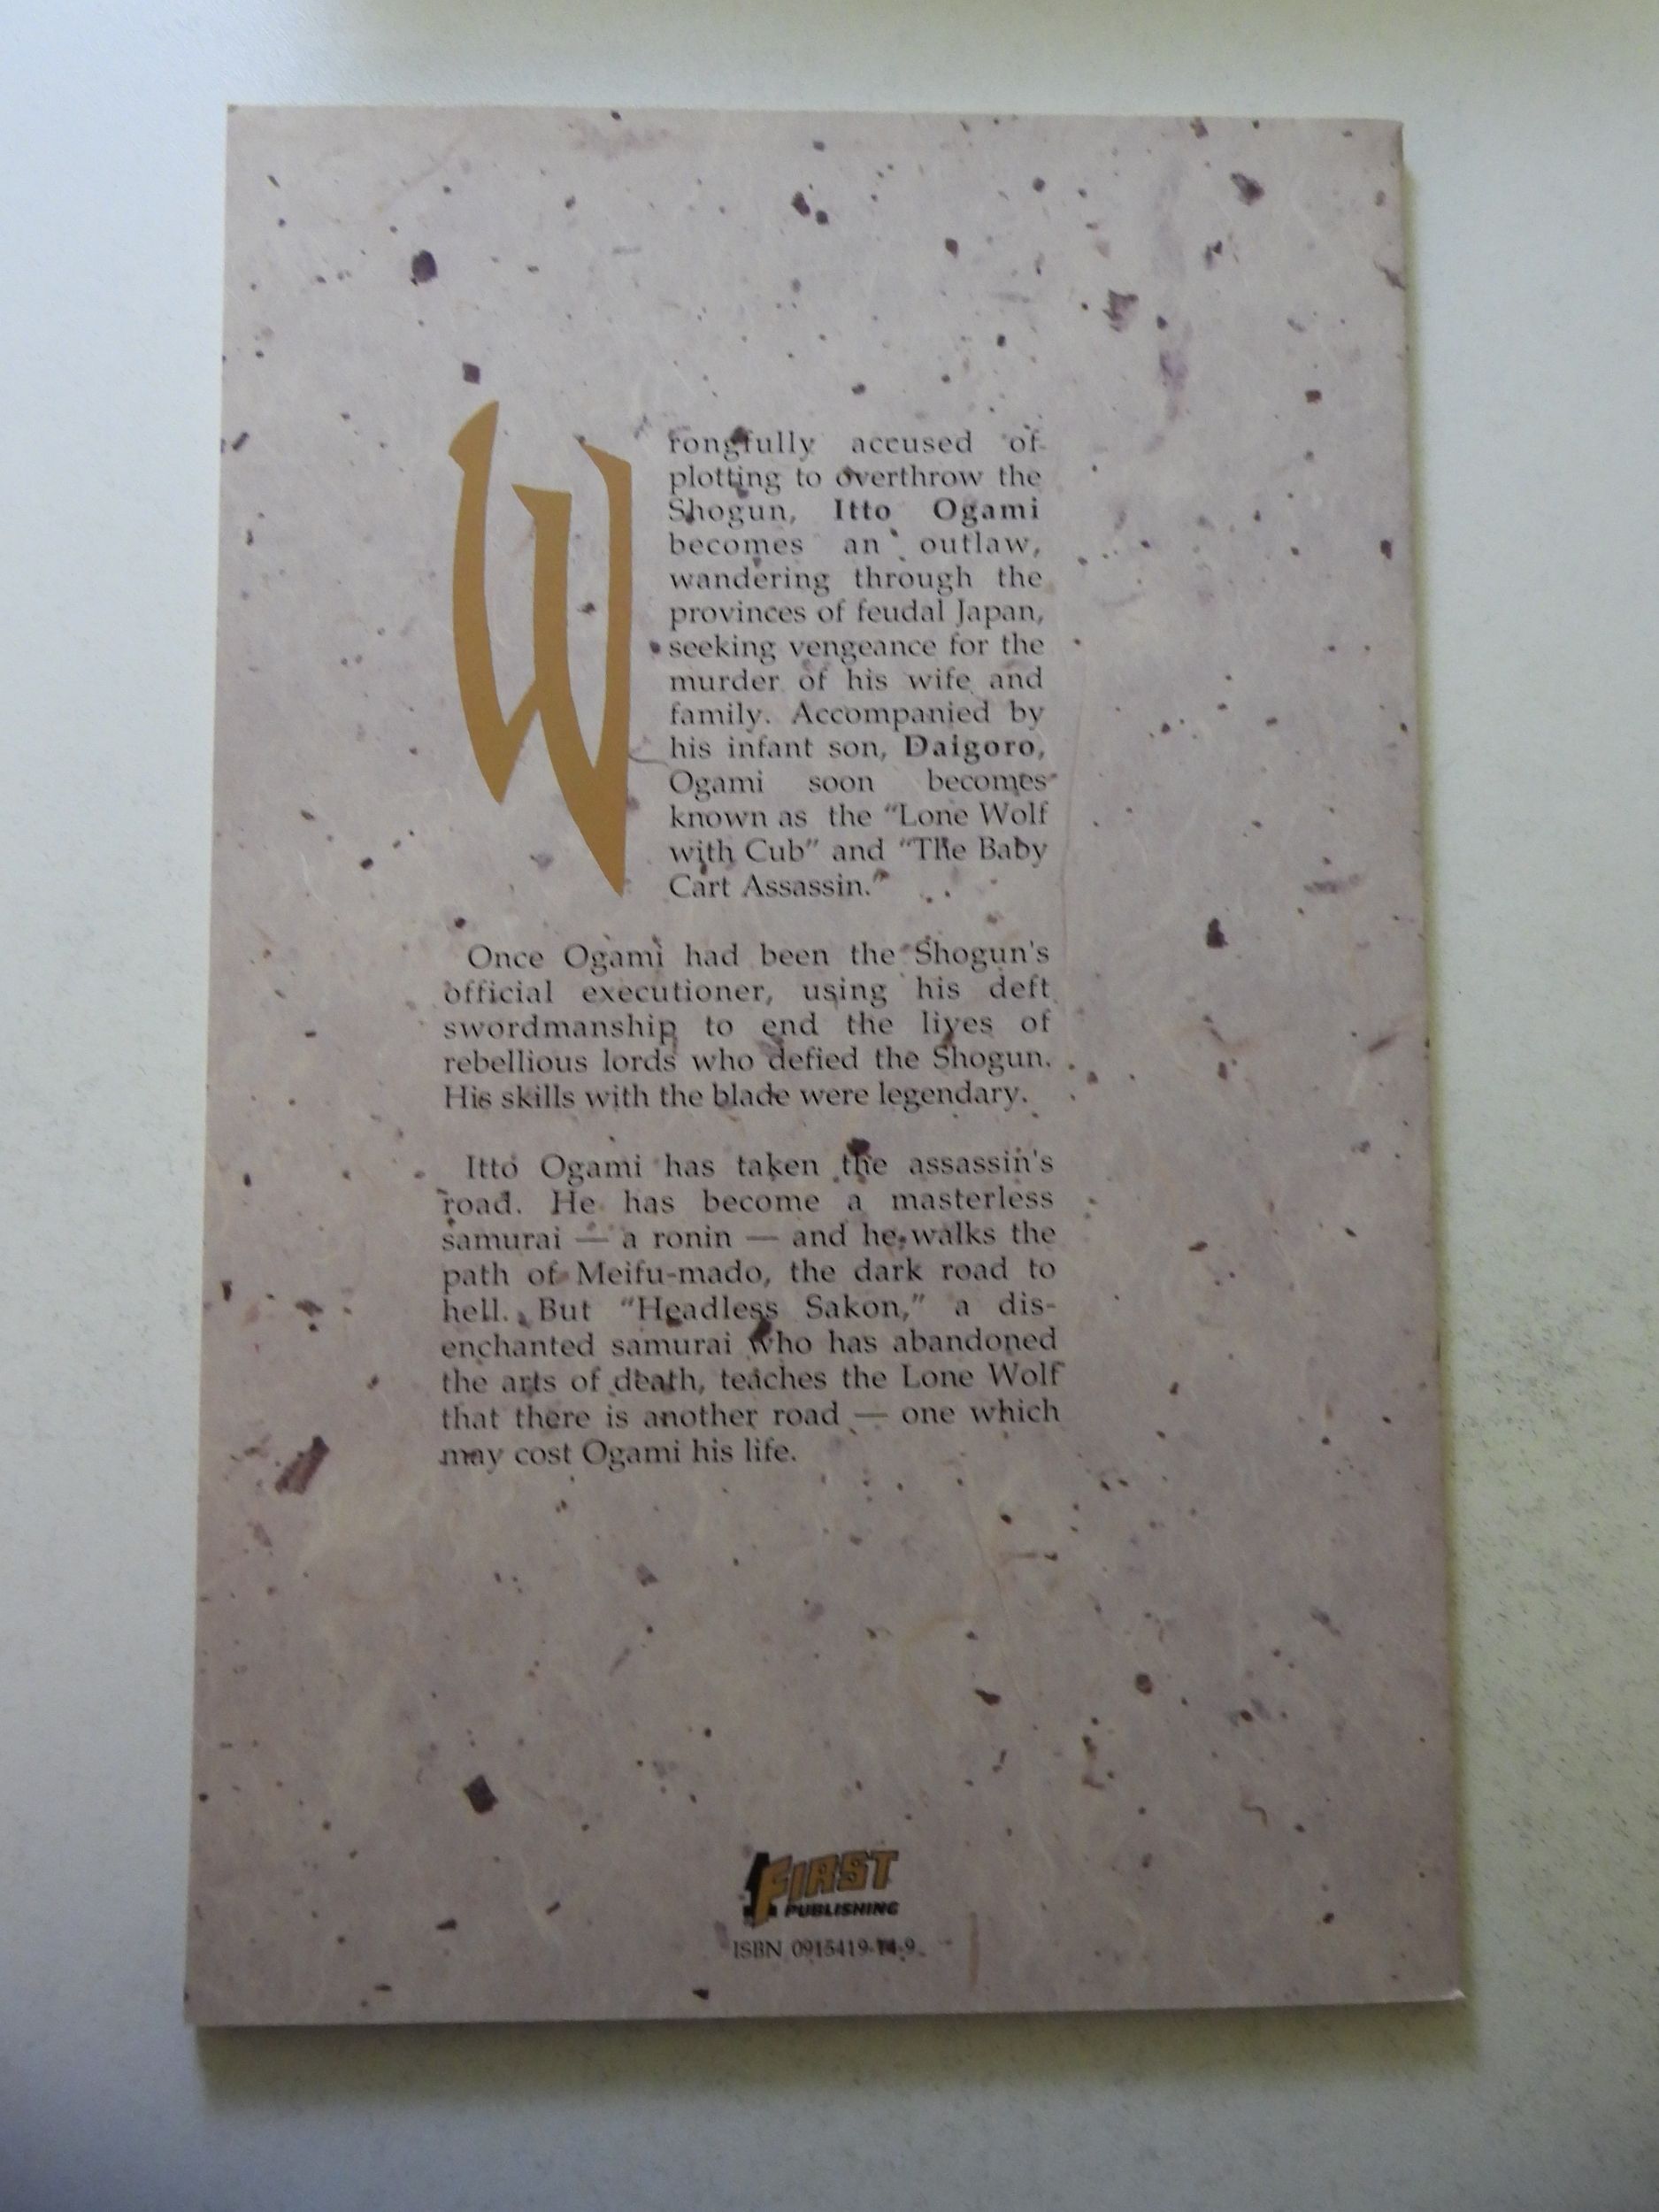 Wrongfully accused of
plotting to overthrow the
Shogun, Itto Ogami
becomes an outlaw,
wandering through the
provinces of feudal Japan,
seeking vengeance for the
murder of his wife and
family. Accompanied by
his infant son, Daigoro,
Ogami soon becomes
known as the “Lone Wolf
with Cub” and “The Baby
Cart Assassin.”
Once Ogami had been the Shogun's
official executioner, using his deft
swordmanship to end the lives of
rebellious lords who defied the Shogun.
His skills with the blade were legendary.
Itto Ogami has taken the assassin's
road. He has become a masterless
samurai — a ronin — and he walks the
path of Meifu-mado, the dark road to
hell. But “Headless Sakon,” a dis-
enchanted samurai who has abandoned
the arts of death, teaches the Lone Wolf
that there is another road — one which
may cost Ogami his life.
FIRST
PUBLISHING
ISBN 0915419-74-9